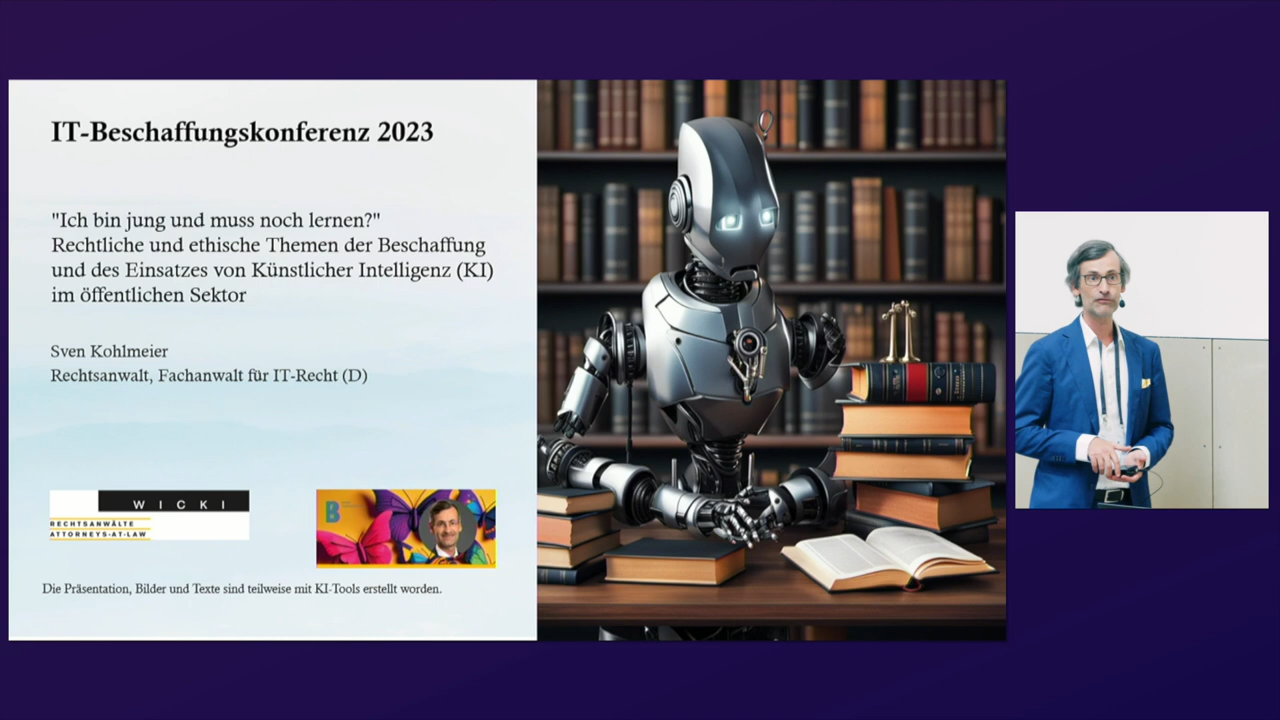 IT-Beschaffungskonferenz 2023
"Ich bin jung und muss noch lernen?"
Rechtliche und ethische Themen der Beschaffung
und des Einsatzes von Künstlicher Intelligenz (KI)
im öffentlichen Sektor
Sven Kohlmeier
Rechtsanwalt, Fachanwalt für IT-Recht (D)
WICKI
RECHTSANWÄLTE
ATTORNEYS-AT-LAW
B
Die Präsentation, Bilder und Texte sind teilweise mit KI-Tools erstellt worden.